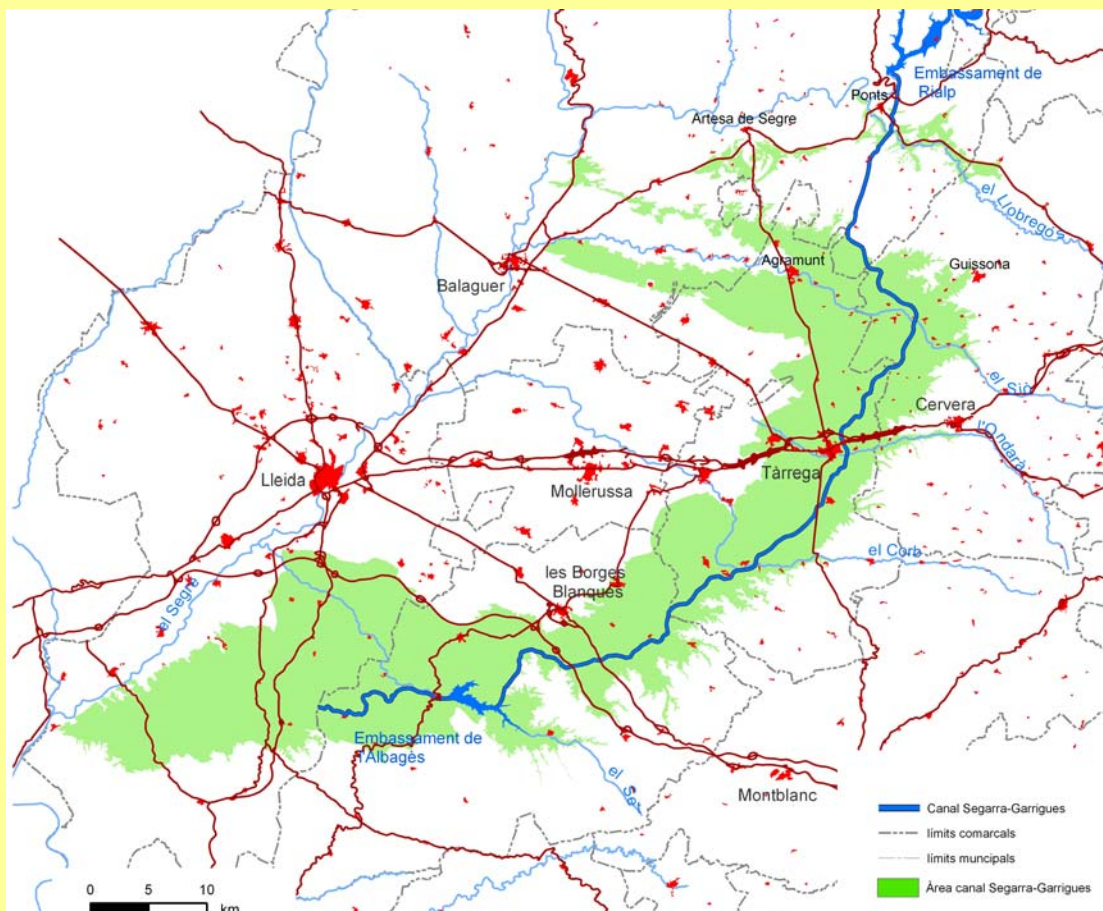 Embassament de
Rialp
Ponts
Artesa de Segre
el Llobregó
Agramunt
Guissona
Balaguer
el Sió
Cervera
l'Ondara
Lleida
Tàrrega
Mollerussa
el Corb
les Borges
Blanques
el Segre
Embassament de
l'Albagès
el Set
Montblanc
Canal Segarra-Garrigues
límits comarcals
límits muncipals
Àrea canal Segarra-Garrigues
0 5 10
km